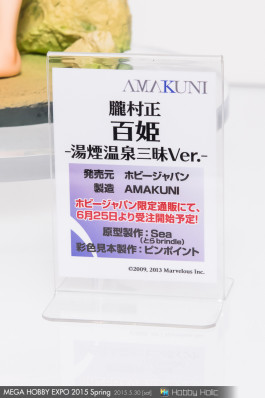 AMAKUNI
朧村正
百姫
-湯煙温泉三昧Ver.-
発売元 ホビージャパン
製造 AMAKUNI
ホビージャパン限定通販にて、
6月25日より受注開始予定!
原型製作：Sea
(とらbrindle)
彩色見本製作：ピンポイント
©2009, 2013 Marvelous Inc.
MEGA HOBBY EXPO 2015 Spring 2015.5.30 [sat] Hobby Holic